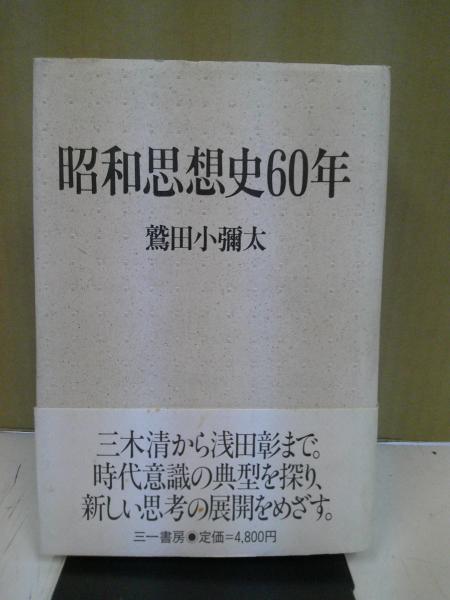 昭和思想史60年
鷲田小彌太
三木清から浅田彰まで。
時代意識の典型を探り、
新しい思考の展開をめざす。
三一書房●定価=4,800円